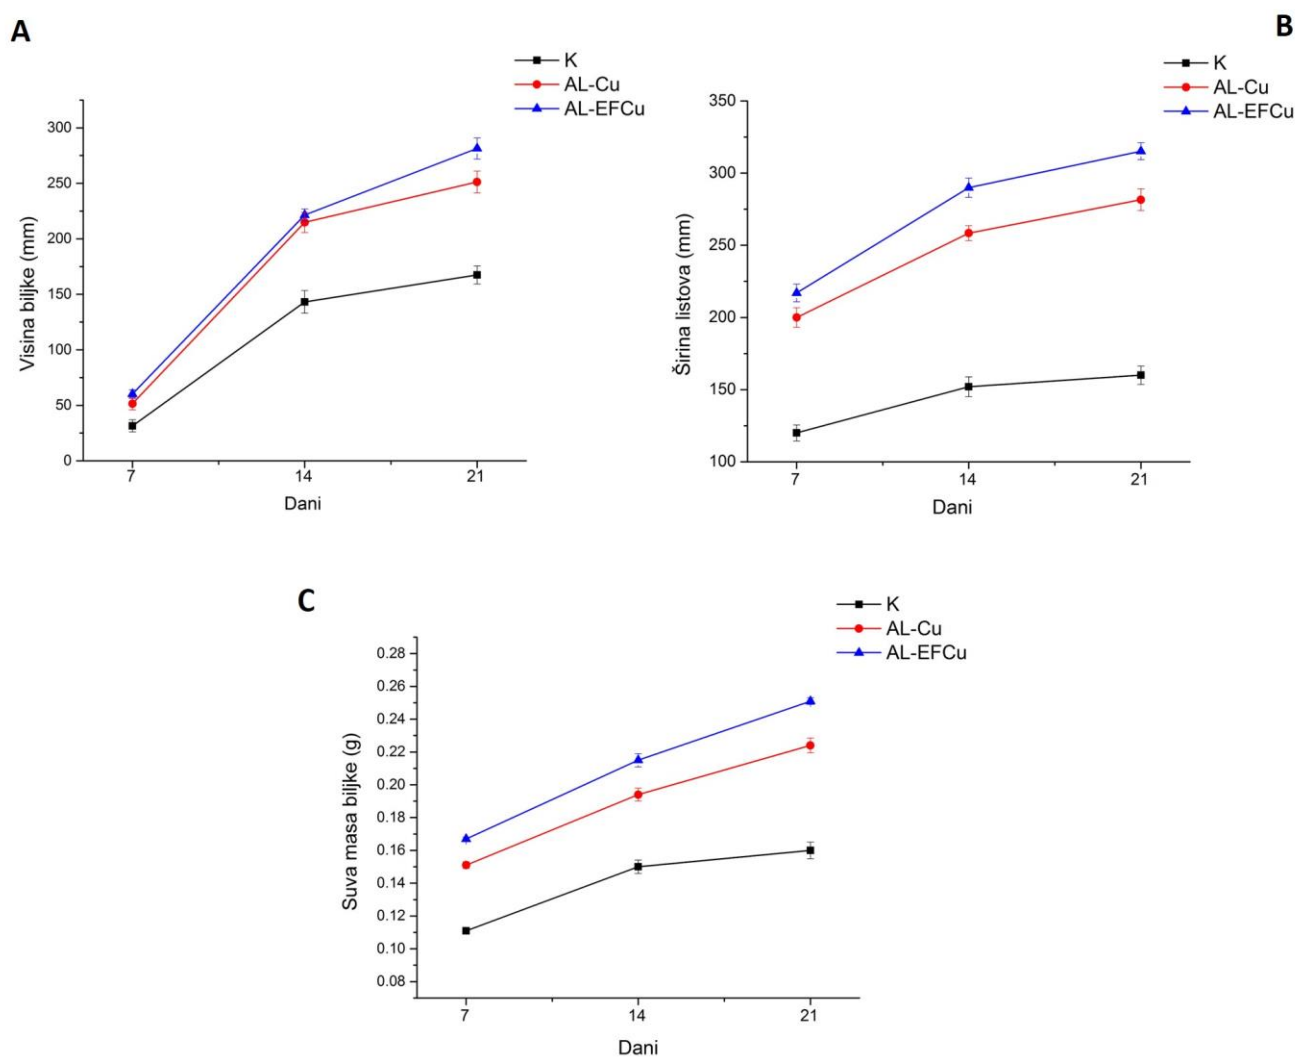 A
K
AL-Cu
AL-EFCu
300
250
200
150
100
50
0
Visina biljke (mm)
7
14
21
Dani
B
K
AL-Cu
AL-EFCu
350
300
250
200
150
100
Širina listova (mm)
7
14
21
Dani
C
K
AL-Cu
AL-EFCu
0.28
0.26
0.24
0.22
0.20
0.18
0.16
0.14
0.12
0.10
0.08
Suva masa biljke (g)
7
14
21
Dani